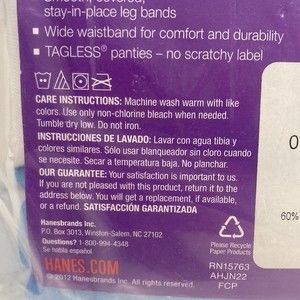 stay-in-place leg bands
▪ Wide waistband for comfort and durability
▪ TAGLESS® panties – no scratchy label
CARE INSTRUCTIONS: Machine wash warm with like
colors. Use only non-chlorine bleach when needed.
Tumble dry low. Do not iron.
INSTRUCCIONES DE LAVADO: Lavar con agua tibia y
colores similares. Sólo usar blanqueador sin cloro cuando
se necesite. Secar a temperatura baja. No planchar.
OUR GUARANTEE: Your satisfaction is important to us.
If you are not pleased with this product, return it to the
address below. You will get a replacement, if available,
or a refund. SATISFACCIÓN GARANTIZADA
Hanesbrands Inc.
P.O. Box 3013, Winston-Salem, NC 27102
Questions? 1-800-994-4348
Se habla español
HANES.COM
© 2012 Hanesbrands Inc. All rights reserved.
Please Recycle
Paper Products
RN15763
AHJN22
FCP
60%